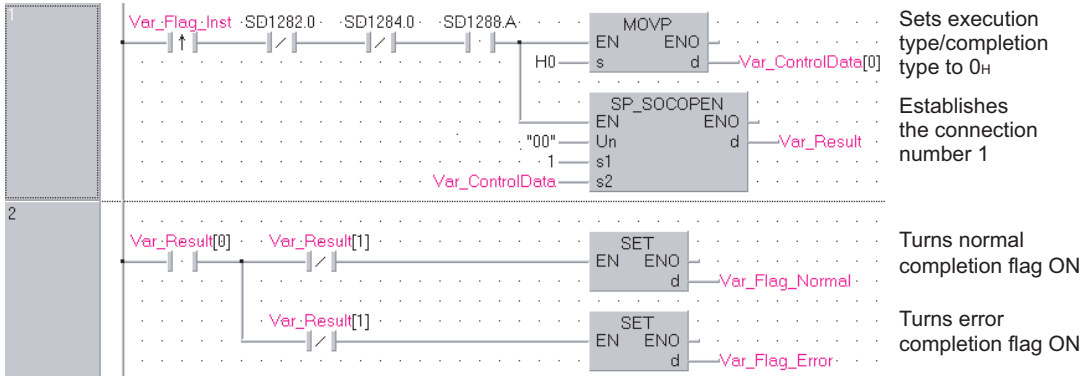 1
Var_Flag_Inst SD1282.0 SD1284.0 SD1288.A
MOVP
EN ENO
H0 s d Var_ControlData[0]
Sets execution
type/completion
type to 0H
SP_SOCOPEN
EN ENO
"00" Un d Var_Result
1 s1
Var_ControlData s2
Establishes
the connection
number 1
2
Var_Result[0] Var_Result[1]
SET
EN ENO
d Var_Flag_Normal
Turns normal
completion flag ON
Var_Result[1]
SET
EN ENO
d Var_Flag_Error
Turns error
completion flag ON